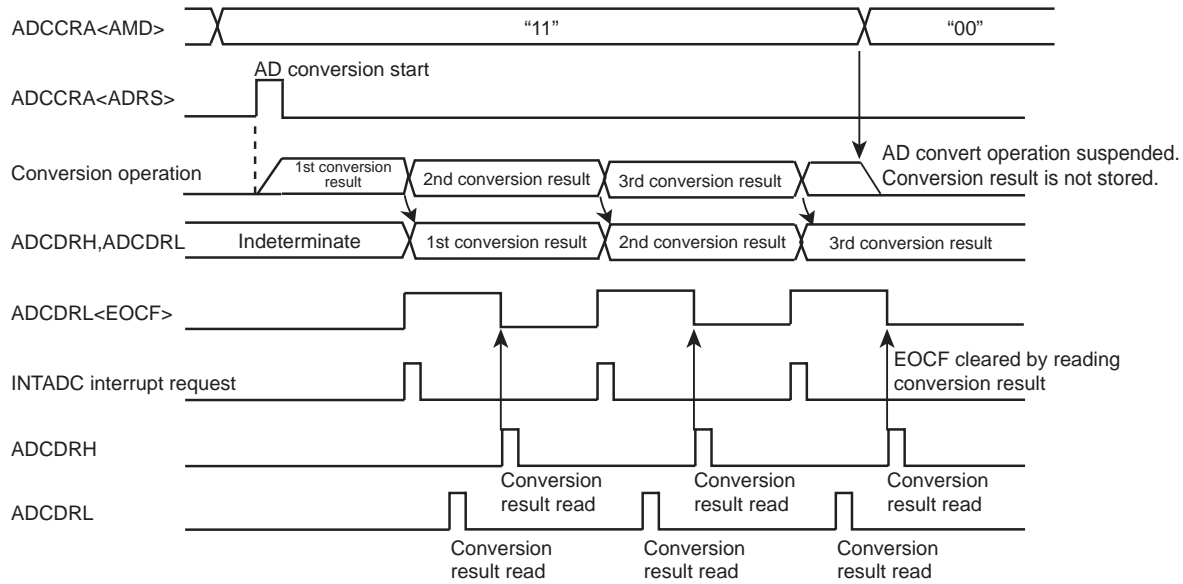 ADCCRA<AMD>
“11”
“00”
AD conversion start
ADCCRA<ADRS>
Conversion operation
1st conversion
result
2nd conversion result
3rd conversion result
AD convert operation suspended.
Conversion result is not stored.
ADCDRH,ADCDRL
Indeterminate
1st conversion result
2nd conversion result
3rd conversion result
ADCDRL<EOCF>
INTADC interrupt request
EOCF cleared by reading
conversion result
ADCDRH
Conversion
result read
Conversion
result read
Conversion
result read
ADCDRL
Conversion
result read
Conversion
result read
Conversion
result read